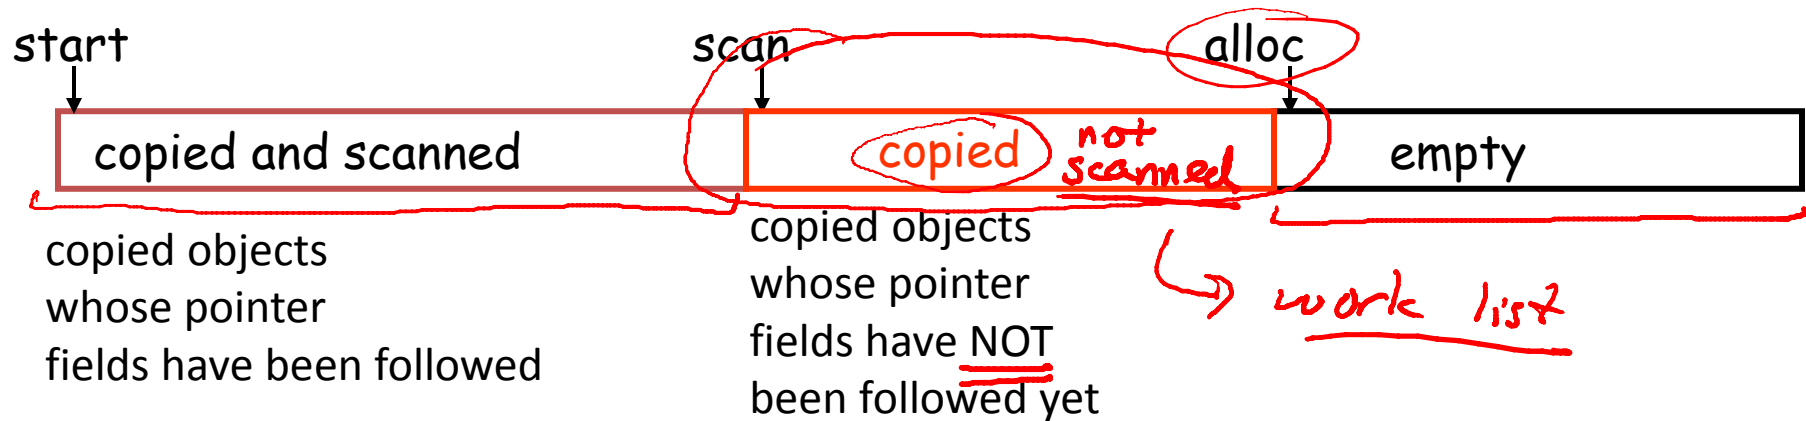 start scan alloc
copied and scanned copied not scanned empty
copied objects
whose pointer
fields have been followed
copied objects
whose pointer
fields have NOT
been followed yet
work list